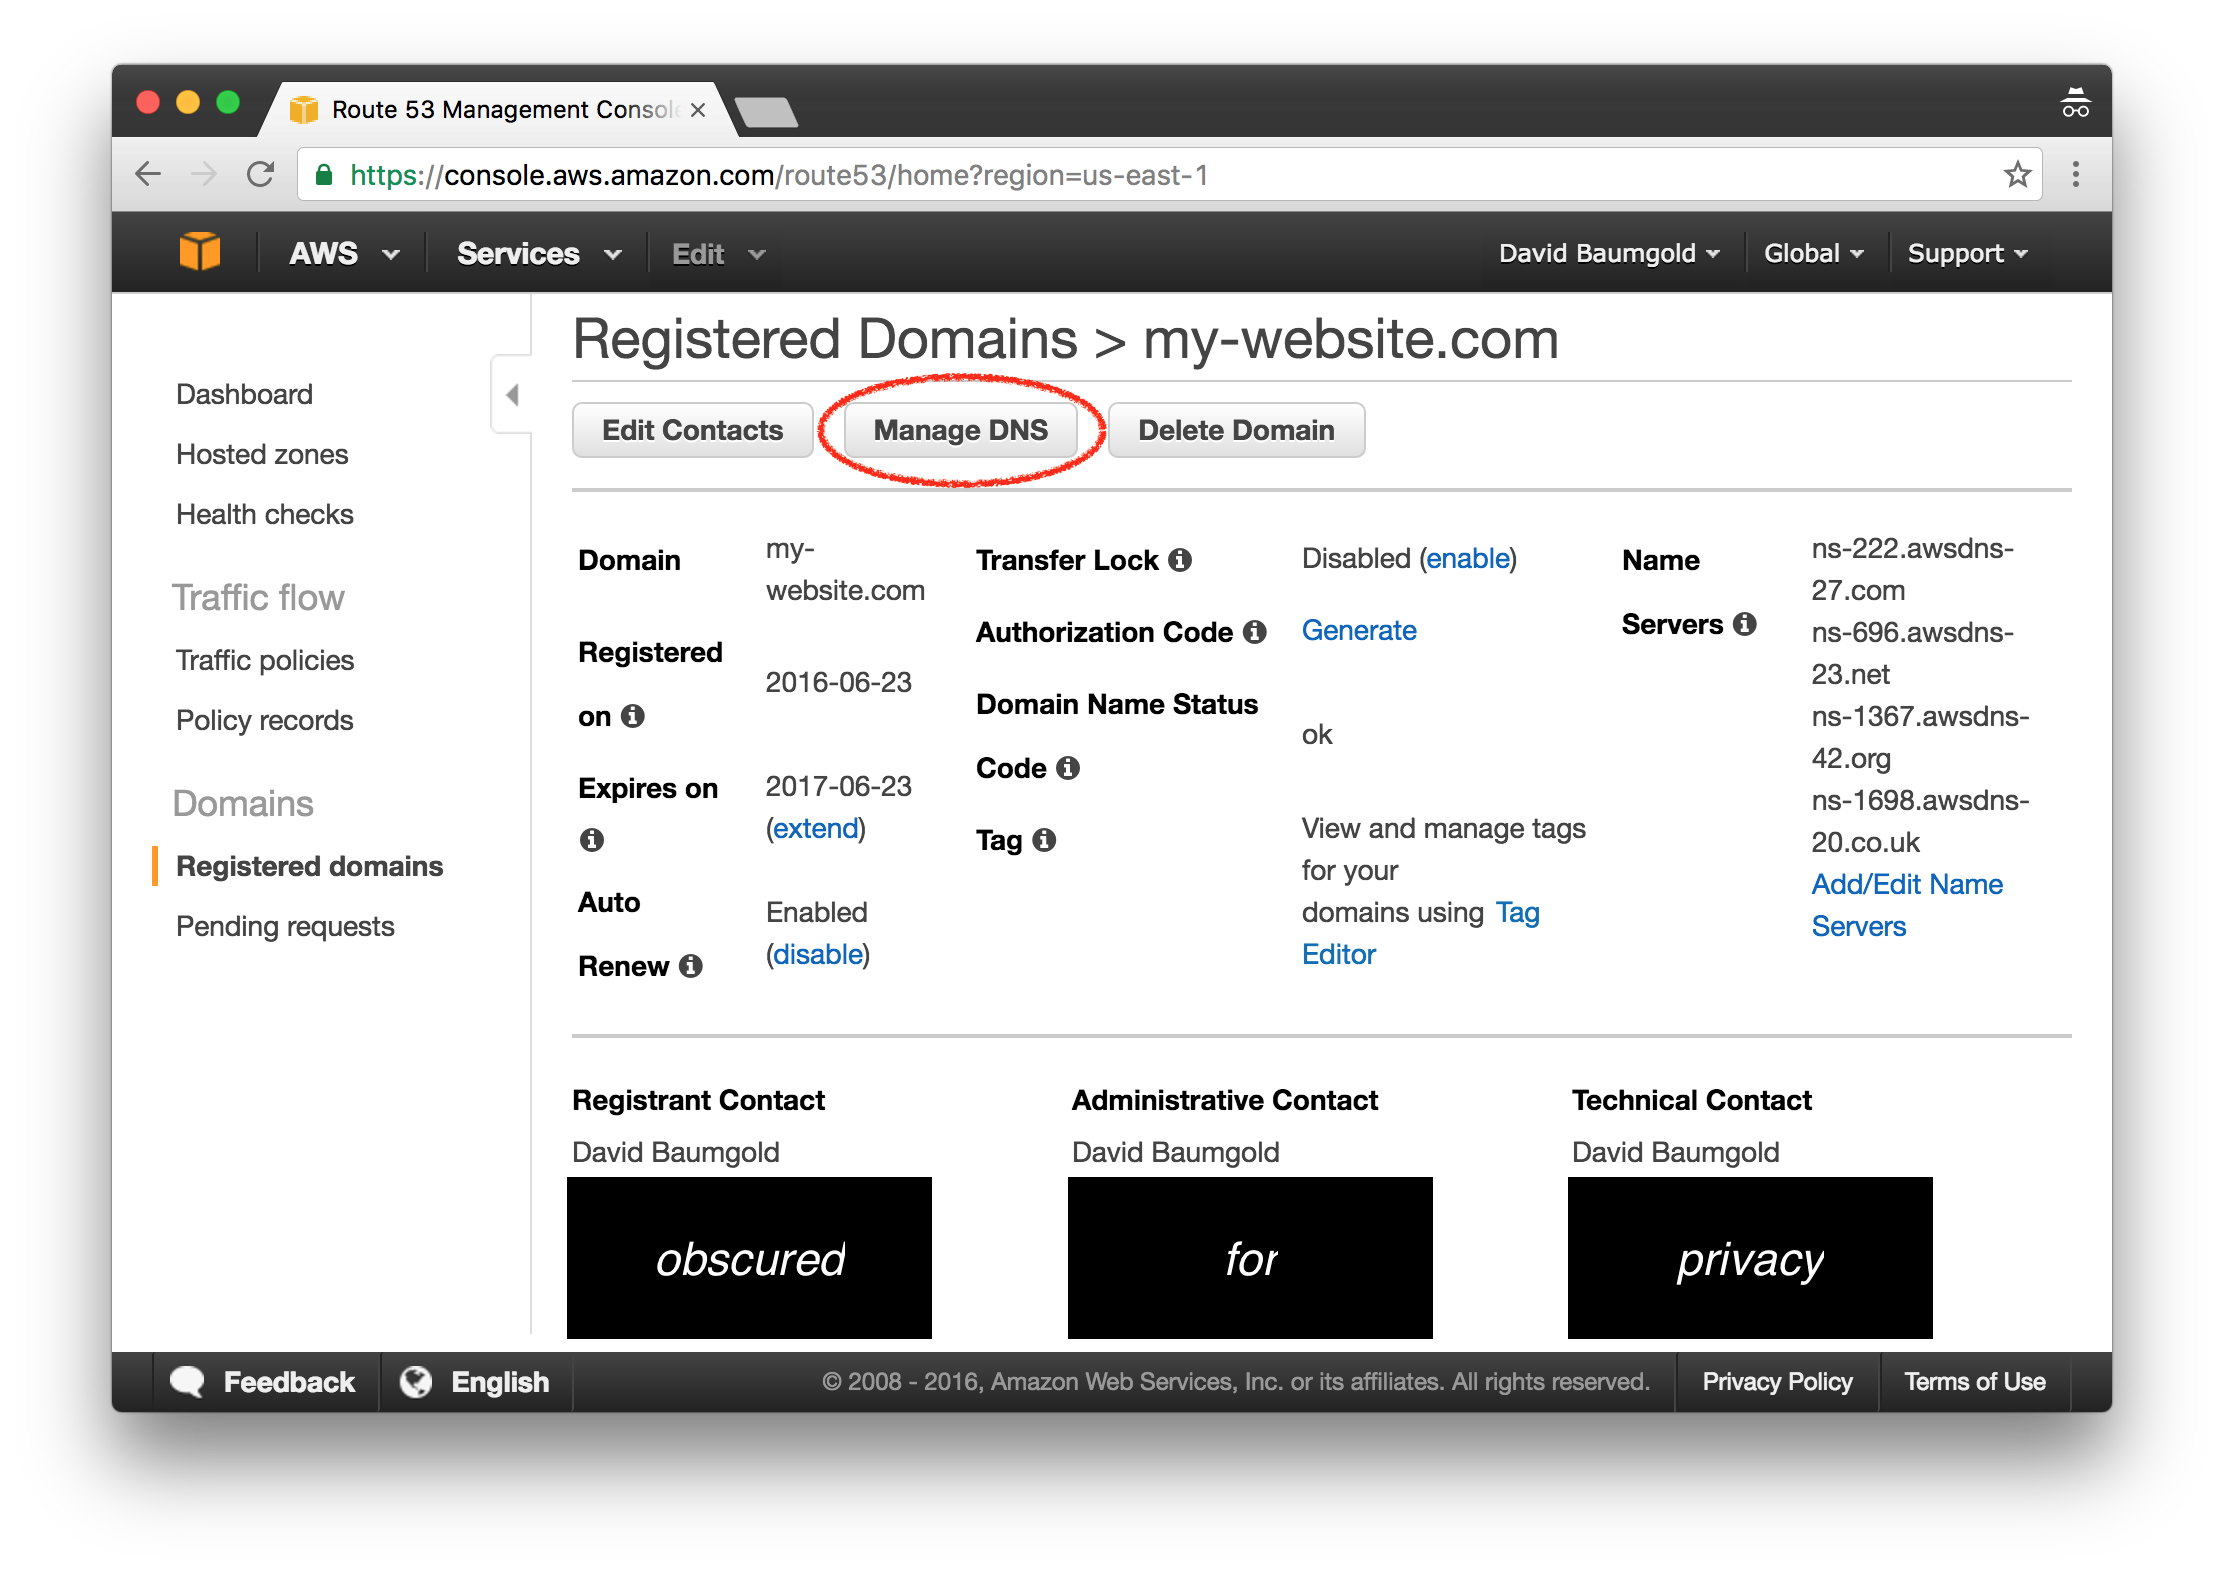 Route 53 Management Consol
https://console.aws.amazon.com/route53/home?region=us-east-1
AWS
Services
Edit
David Baumgold
Global
Support
Dashboard
Hosted zones
Health checks
Traffic flow
Traffic policies
Policy records
Domains
Registered domains
Pending requests
Registered Domains > my-website.com
Edit Contacts
Manage DNS
Delete Domain
Domain
my-
website.com
Registered
on
2016-06-23
Expires on
2017-06-23
(extend)
Auto
Renew
Enabled
(disable)
Transfer Lock
Disabled (enable)
Authorization Code
Generate
Domain Name Status
Code
ok
Tag
View and manage tags
for your
domains using Tag
Editor
Name
Servers
ns-222.awsdns-
27.com
ns-696.awsdns-
23.net
ns-1367.awsdns-
42.org
ns-1698.awsdns-
20.co.uk
Add/Edit Name
Servers
Registrant Contact
David Baumgold
obscured
Administrative Contact
David Baumgold
for
Technical Contact
David Baumgold
privacy
Feedback
English
© 2008 - 2016, Amazon Web Services, Inc. or its affiliates. All rights reserved.
Privacy Policy
Terms of Use